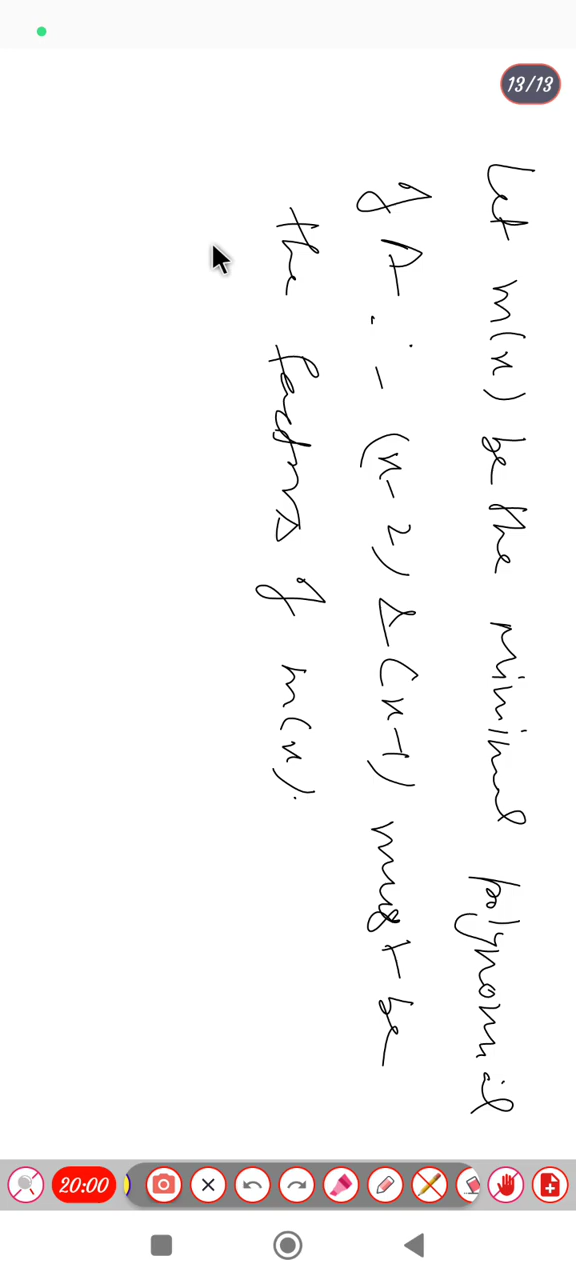 13/13
Let m(x) be the minimal polynomial
of A :- (x-2) & (x-1) must be
the factors of m(x).
20:00